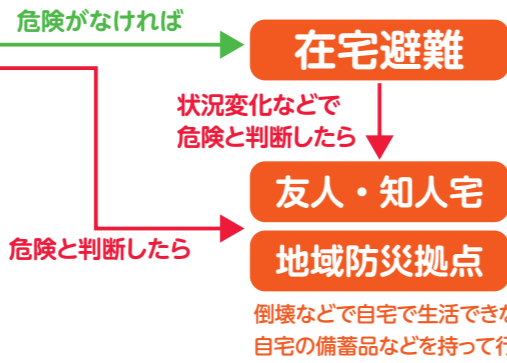 危険がなければ
在宅避難
状況変化などで
危険と判断したら
友人・知人宅
危険と判断したら
地域防災拠点
倒壊などで自宅で生活でき
自宅の備蓄品などを持って